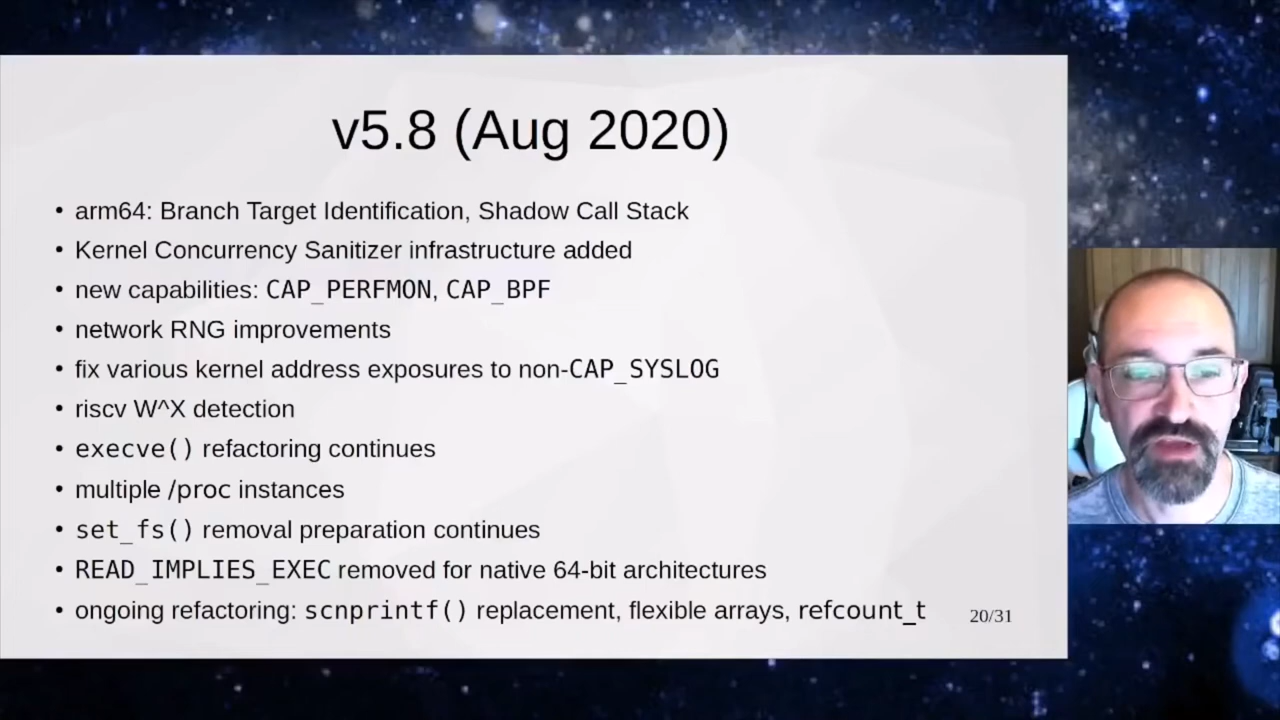 v5.8 (Aug 2020)
• arm64: Branch Target Identification, Shadow Call Stack
• Kernel Concurrency Sanitizer infrastructure added
• new capabilities: CAP_PERFMON, CAP_BPF
• network RNG improvements
• fix various kernel address exposures to non-CAP_SYSLOG
• riscv W^X detection
• execve() refactoring continues
• multiple /proc instances
• set_fs() removal preparation continues
• READ_IMPLIES_EXEC removed for native 64-bit architectures
• ongoing refactoring: scnprintf() replacement, flexible arrays, refcount_t
20/31